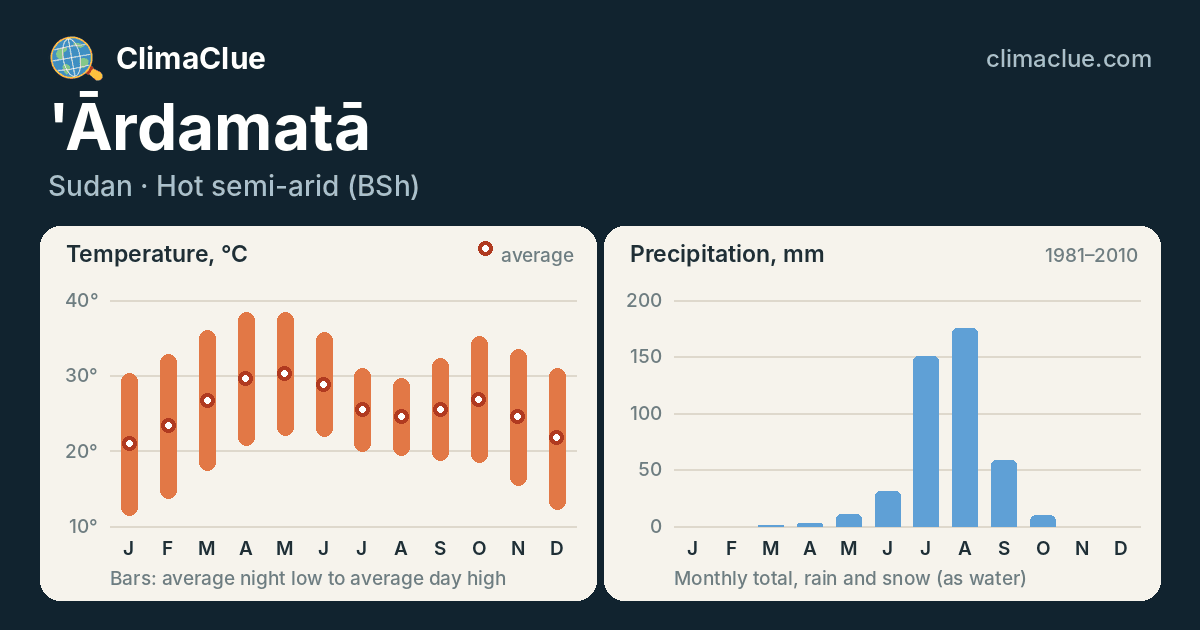 ClimaClue
climaclue.com
'Ārdamatā
Sudan · Hot semi-arid (BSh)
Temperature, °C
average
40°
30°
20°
10°
J F M A M J J A S O N D
Bars: average night low to average day high
Precipitation, mm
1981–2010
200
150
100
50
0
J F M A M J J A S O N D
Monthly total, rain and snow (as water)